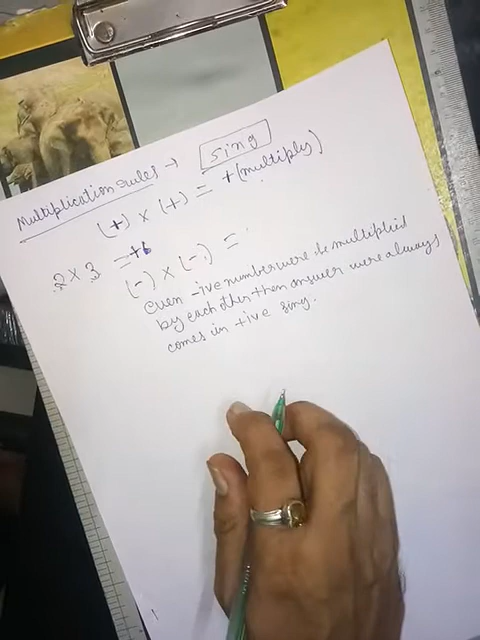 Multiplication rules → sing
(+) × (+) = + (multiply)
2 × 3 = +6
(-) × (-) =
even -ive number were be multiplied
by each other then answer were always
comes in +ive sing.